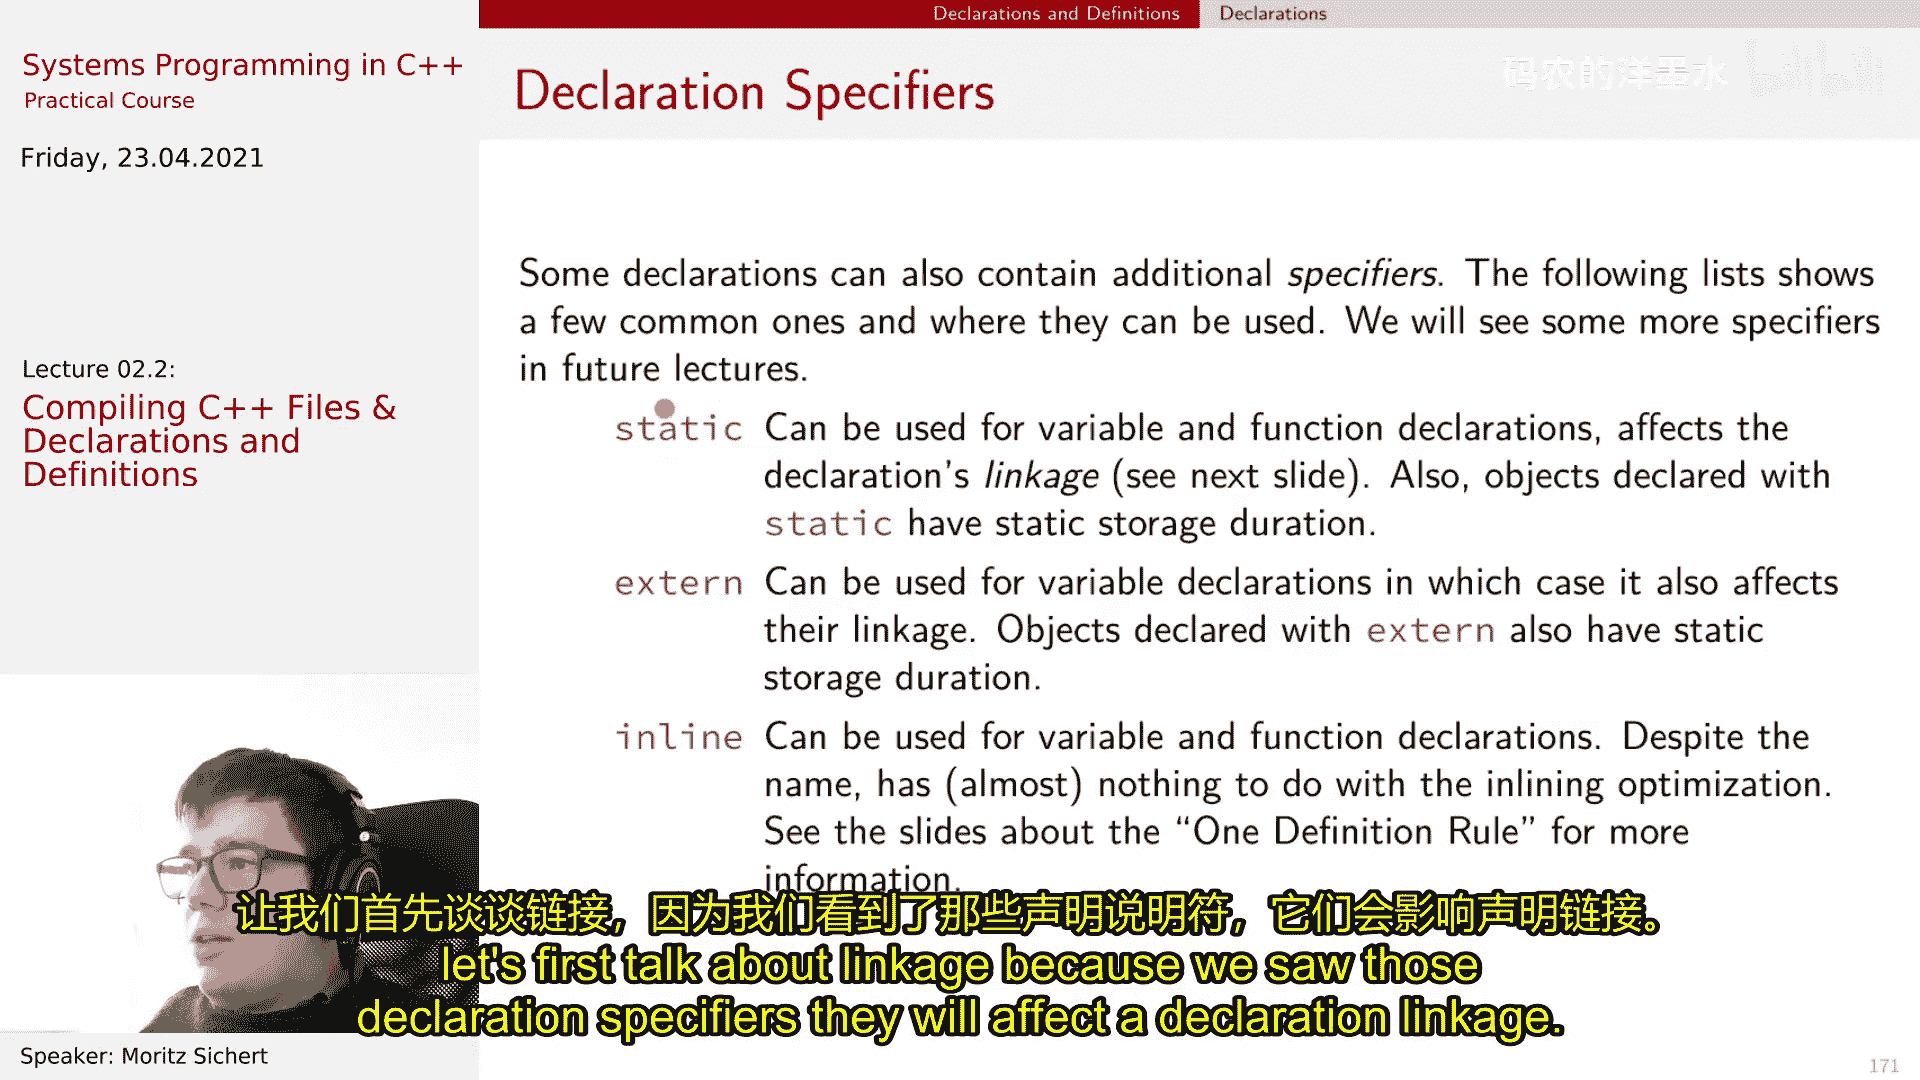 Declarations and Definitions
Declarations
Systems Programming in C++
Practical Course
Friday, 23.04.2021
Lecture 02.2:
Compiling C++ Files &
Declarations and
Definitions
Declaration Specifiers
码农的洋墨水
bilibili
Some declarations can also contain additional specifiers. The following lists shows
a few common ones and where they can be used. We will see some more specifiers
in future lectures.
static Can be used for variable and function declarations, affects the
declaration's linkage (see next slide). Also, objects declared with
static have static storage duration.
extern Can be used for variable declarations in which case it also affects
their linkage. Objects declared with extern also have static
storage duration.
inline Can be used for variable and function declarations. Despite the
name, has (almost) nothing to do with the inlining optimization.
See the slides about the “One Definition Rule” for more
information.
让我们首先谈谈链接，因为我们看到了那些声明说明符，它们会影响声明链接。
let's first talk about linkage because we saw those
declaration specifiers they will affect a declaration linkage.
Speaker: Moritz Sichert
171